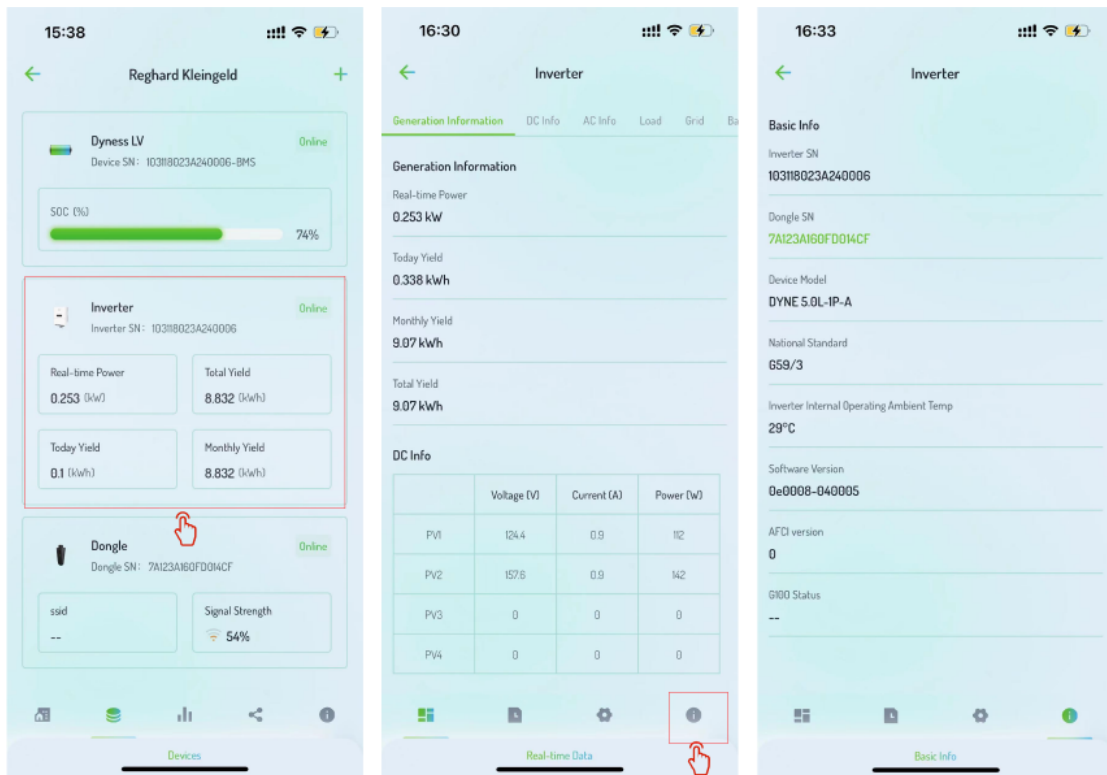 15:38
Reghard Kleingeld
Dyness LV
Online
Device SN: 103118023A240006-BMS
SOC (%)
74%
Inverter
Online
Inverter SN: 103118023A240006
Real-time Power
Total Yield
0.253 (kW)
8.832 (kWh)
Today Yield
Monthly Yield
0.1 (kWh)
8.832 (kWh)
Dongle
Online
Dongle SN: 7A123A160FD014CF
ssid
Signal Strength
--
54%
Devices
16:30
Inverter
Generation Information DC Info AC Info Load Grid Ba
Generation Information
Real-time Power
0.253 kW
Today Yield
0.338 kWh
Monthly Yield
9.07 kWh
Total Yield
9.07 kWh
DC Info
Voltage (V) Current (A) Power (W)
PV1 124.4 0.9 112
PV2 157.6 0.9 142
PV3 0 0 0
PV4 0 0 0
Real-time Data
16:33
Inverter
Basic Info
Inverter SN
103118023A240006
Dongle SN
7A123A160FD014CF
Device Model
DYNE 5.0L-1P-A
National Standard
G59/3
Inverter Internal Operating Ambient Temp
29°C
Software Version
0e0008-040005
AFCI version
0
G100 Status
--
Basic Info